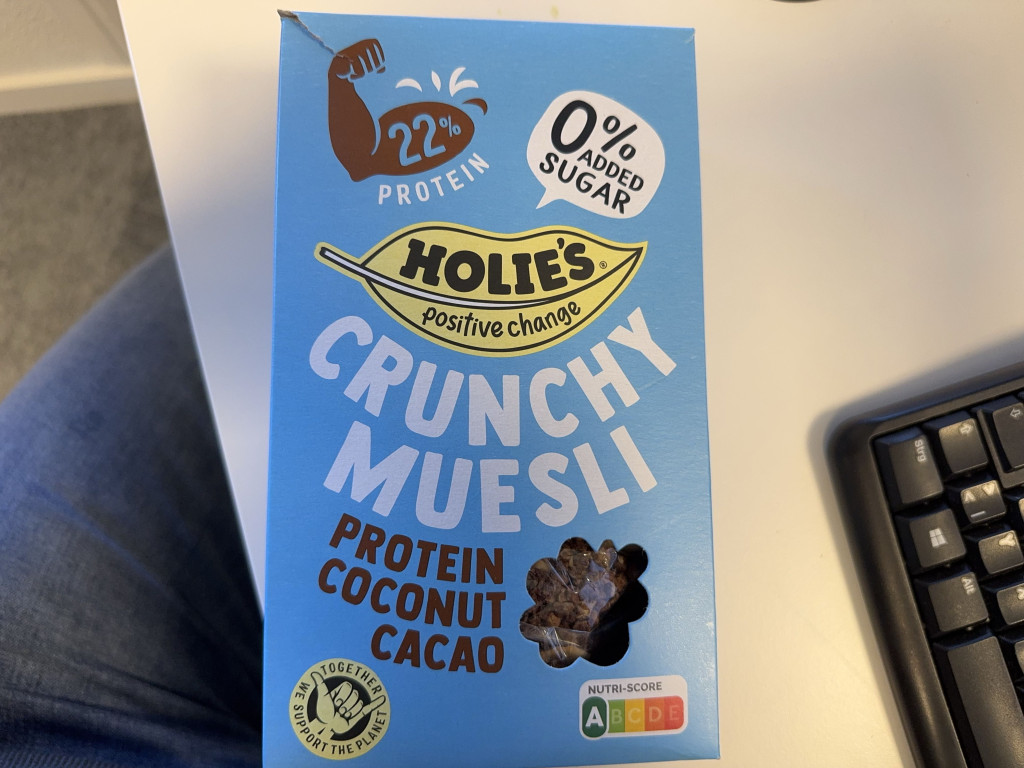 22%
PROTEIN
0%
ADDED
SUGAR
HOLIE'S®
positive change
CRUNCHY
MUESLI
PROTEIN
COCONUT
CACAO
TOGETHER
WE SUPPORT THE PLANET
NUTRI-SCORE
A B C D E
strg
Alt